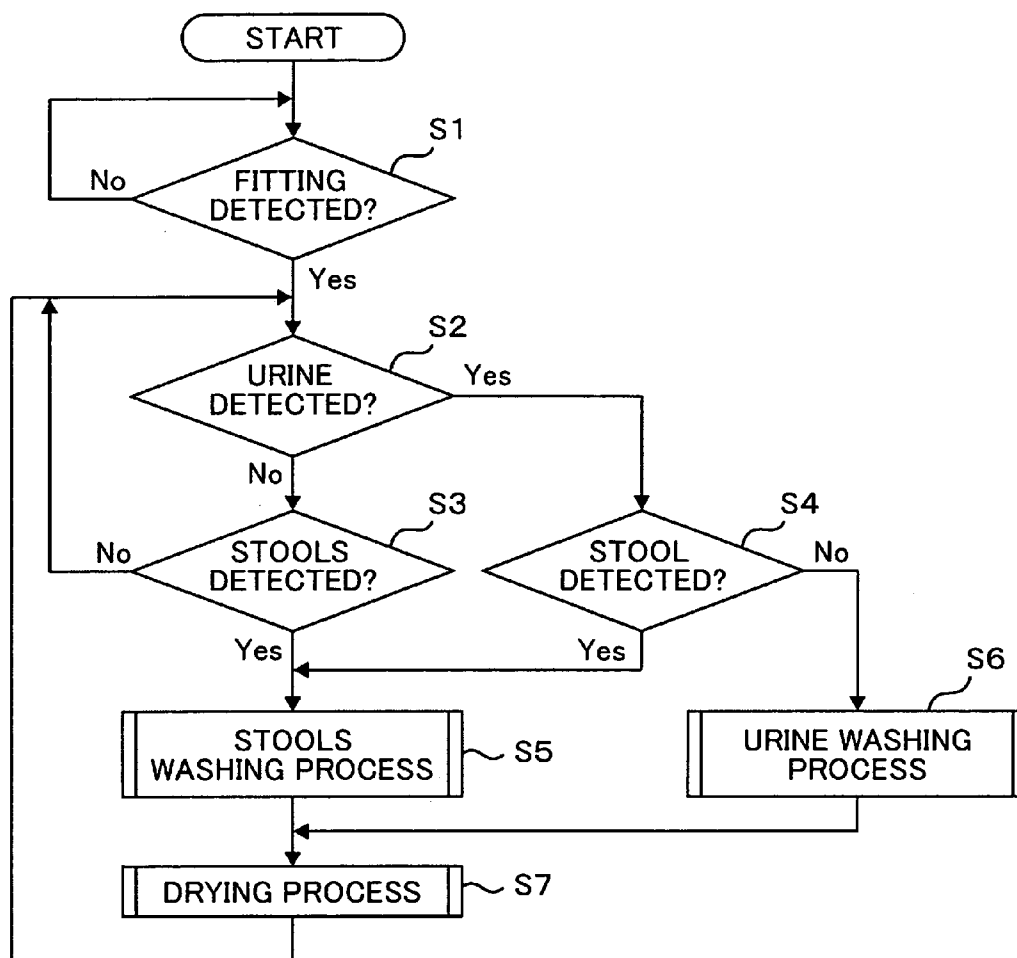 START
S1
FITTING
DETECTED?
No
Yes
S2
URINE
DETECTED?
Yes
No
S3
STOOLS
DETECTED?
No
S4
STOOL
DETECTED?
No
Yes
Yes
S6
STOOLS
WASHING PROCESS
S5
URINE WASHING
PROCESS
DRYING PROCESS
S7